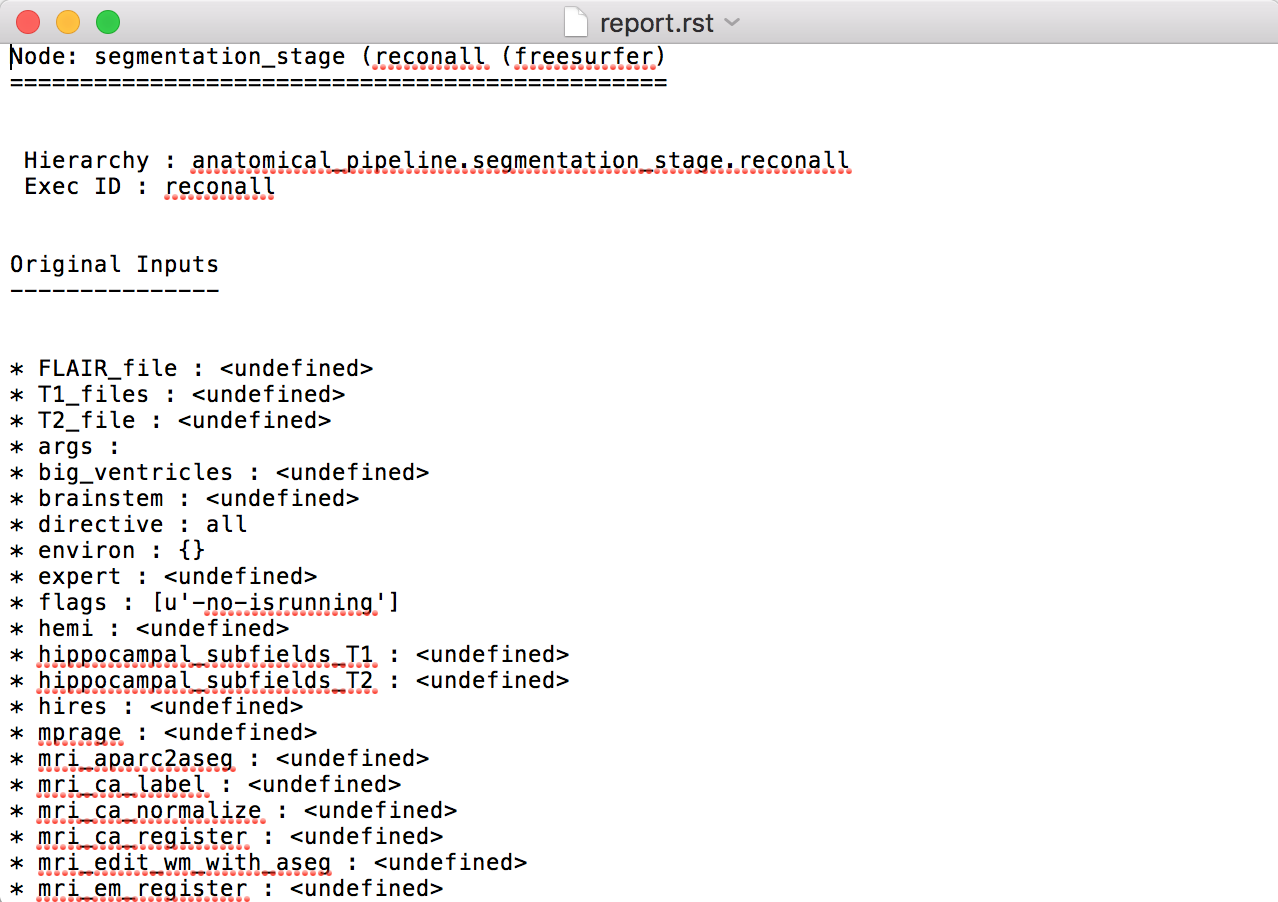 report.rst
Node: segmentation_stage (reconall (freesurfer)
===============================================
Hierarchy : anatomical_pipeline.segmentation_stage.reconall
Exec ID : reconall
Original Inputs
---------------
* FLAIR_file : <undefined>
* T1_files : <undefined>
* T2_file : <undefined>
* args :
* big_ventricles : <undefined>
* brainstem : <undefined>
* directive : all
* environ : {}
* expert : <undefined>
* flags : [u'-no-isrunning']
* hemi : <undefined>
* hippocampal_subfields_T1 : <undefined>
* hippocampal_subfields_T2 : <undefined>
* hires : <undefined>
* mprage : <undefined>
* mri_aparc2aseg : <undefined>
* mri_ca_label : <undefined>
* mri_ca_normalize : <undefined>
* mri_ca_register : <undefined>
* mri_edit_wm_with_aseg : <undefined>
* mri_em_register : <undefined>